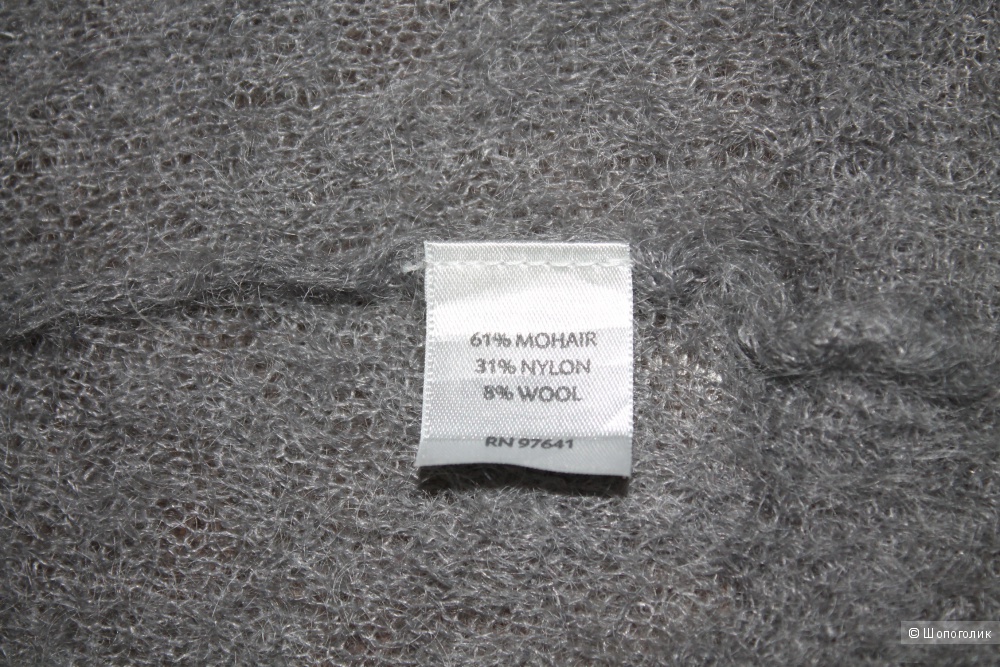 61% MOHAIR
31% NYLON
8% WOOL
RN 97641
© Шопоголик